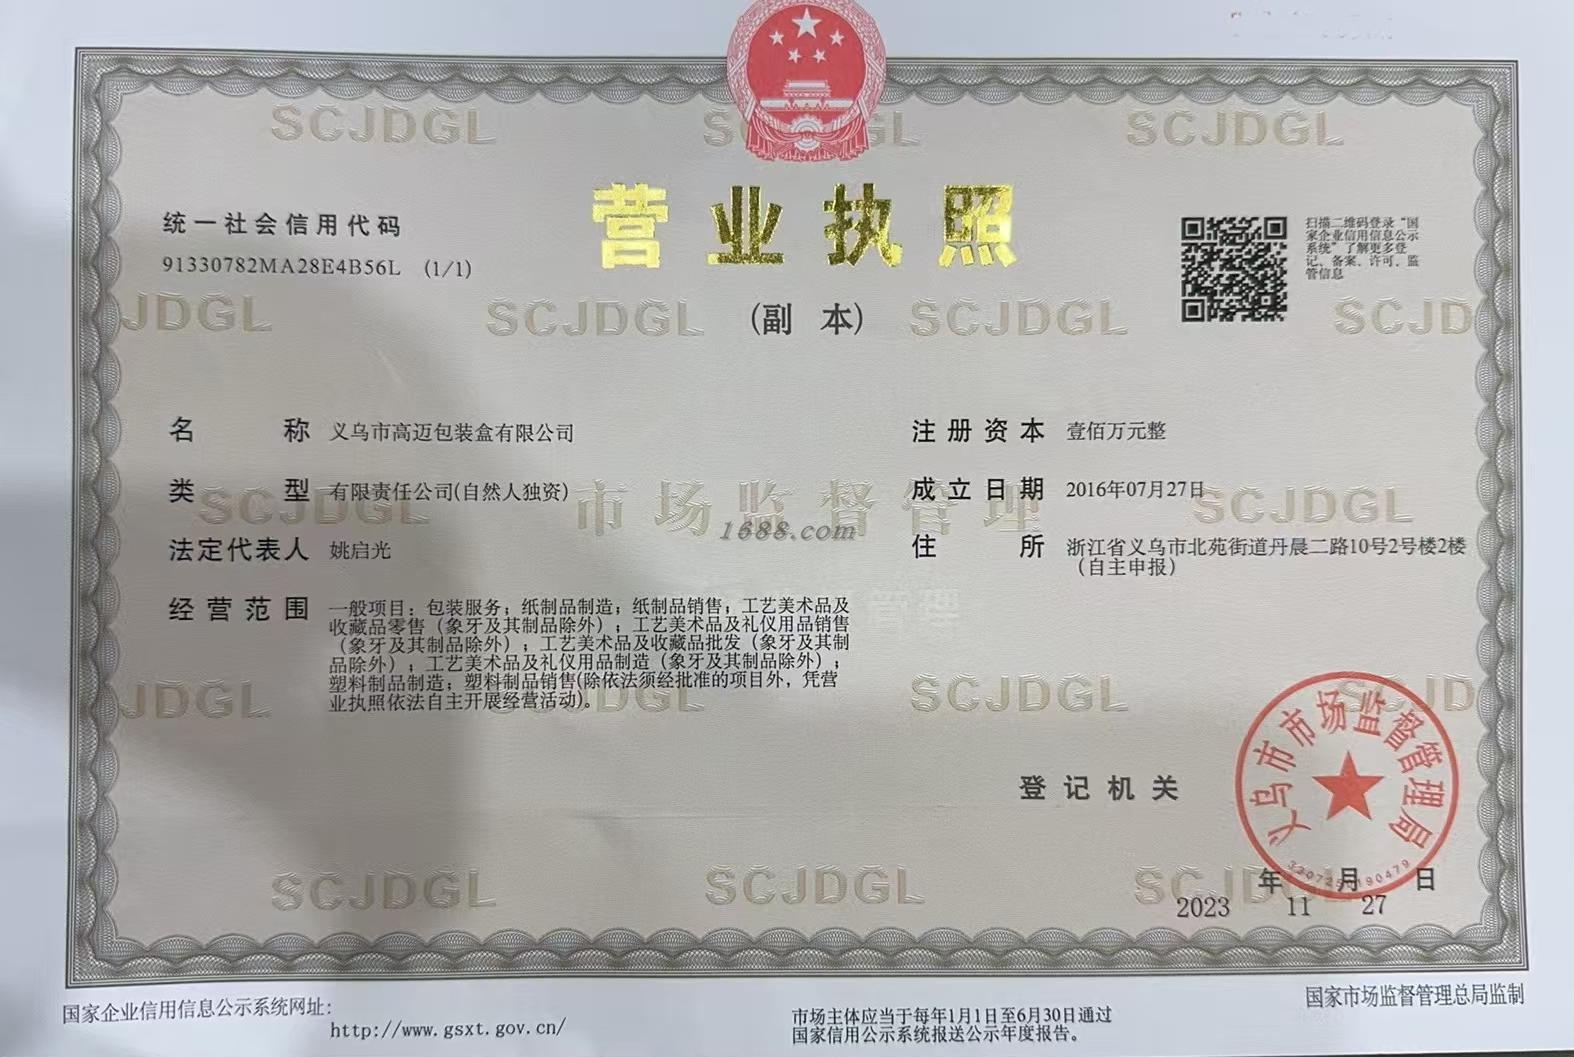 SCJDGL
SCJDGL
SCJDGL
营业执照
(副 本)
统一社会信用代码
91330782MA28E4B56L (1/1)
扫描二维码登录“国
家企业信用信息公示
系统”了解更多登
记、备案、许可、监
管信息
JDGL
SCJDGL
SCJDGL
SCJD
名 称 义乌市高迈包装盒有限公司
注册资本 壹佰万元整
类 型 有限责任公司(自然人独资)
成立日期 2016年07月27日
SCJDGL
市场监督管理
SCJDGL
1688.com
法定代表人 姚启光
住 所 浙江省义乌市北苑街道丹晨二路10号2号楼2楼
(自主申报)
经营范围 一般项目：包装服务；纸制品制造；纸制品销售；工艺美术品及
收藏品零售（象牙及其制品除外）；工艺美术品及礼仪用品销售
（象牙及其制品除外）；工艺美术品及收藏品批发（象牙及其制
品除外）；工艺美术品及礼仪用品制造（象牙及其制品除外）；
塑料制品制造；塑料制品销售(除依法须经批准的项目外，凭营
业执照依法自主开展经营活动)。
管理
JDGL
SCJDGL
SCJDGL
SCJD
登记机关
义乌市市场监督管理局
SCJDGL
SCJDGL
SCJDGL
年 月 日
2023 11 27
国家企业信用信息公示系统网址：
http://www.gsxt.gov.cn/
市场主体应当于每年1月1日至6月30日通过
国家信用公示系统报送公示年度报告。
国家市场监督管理总局监制